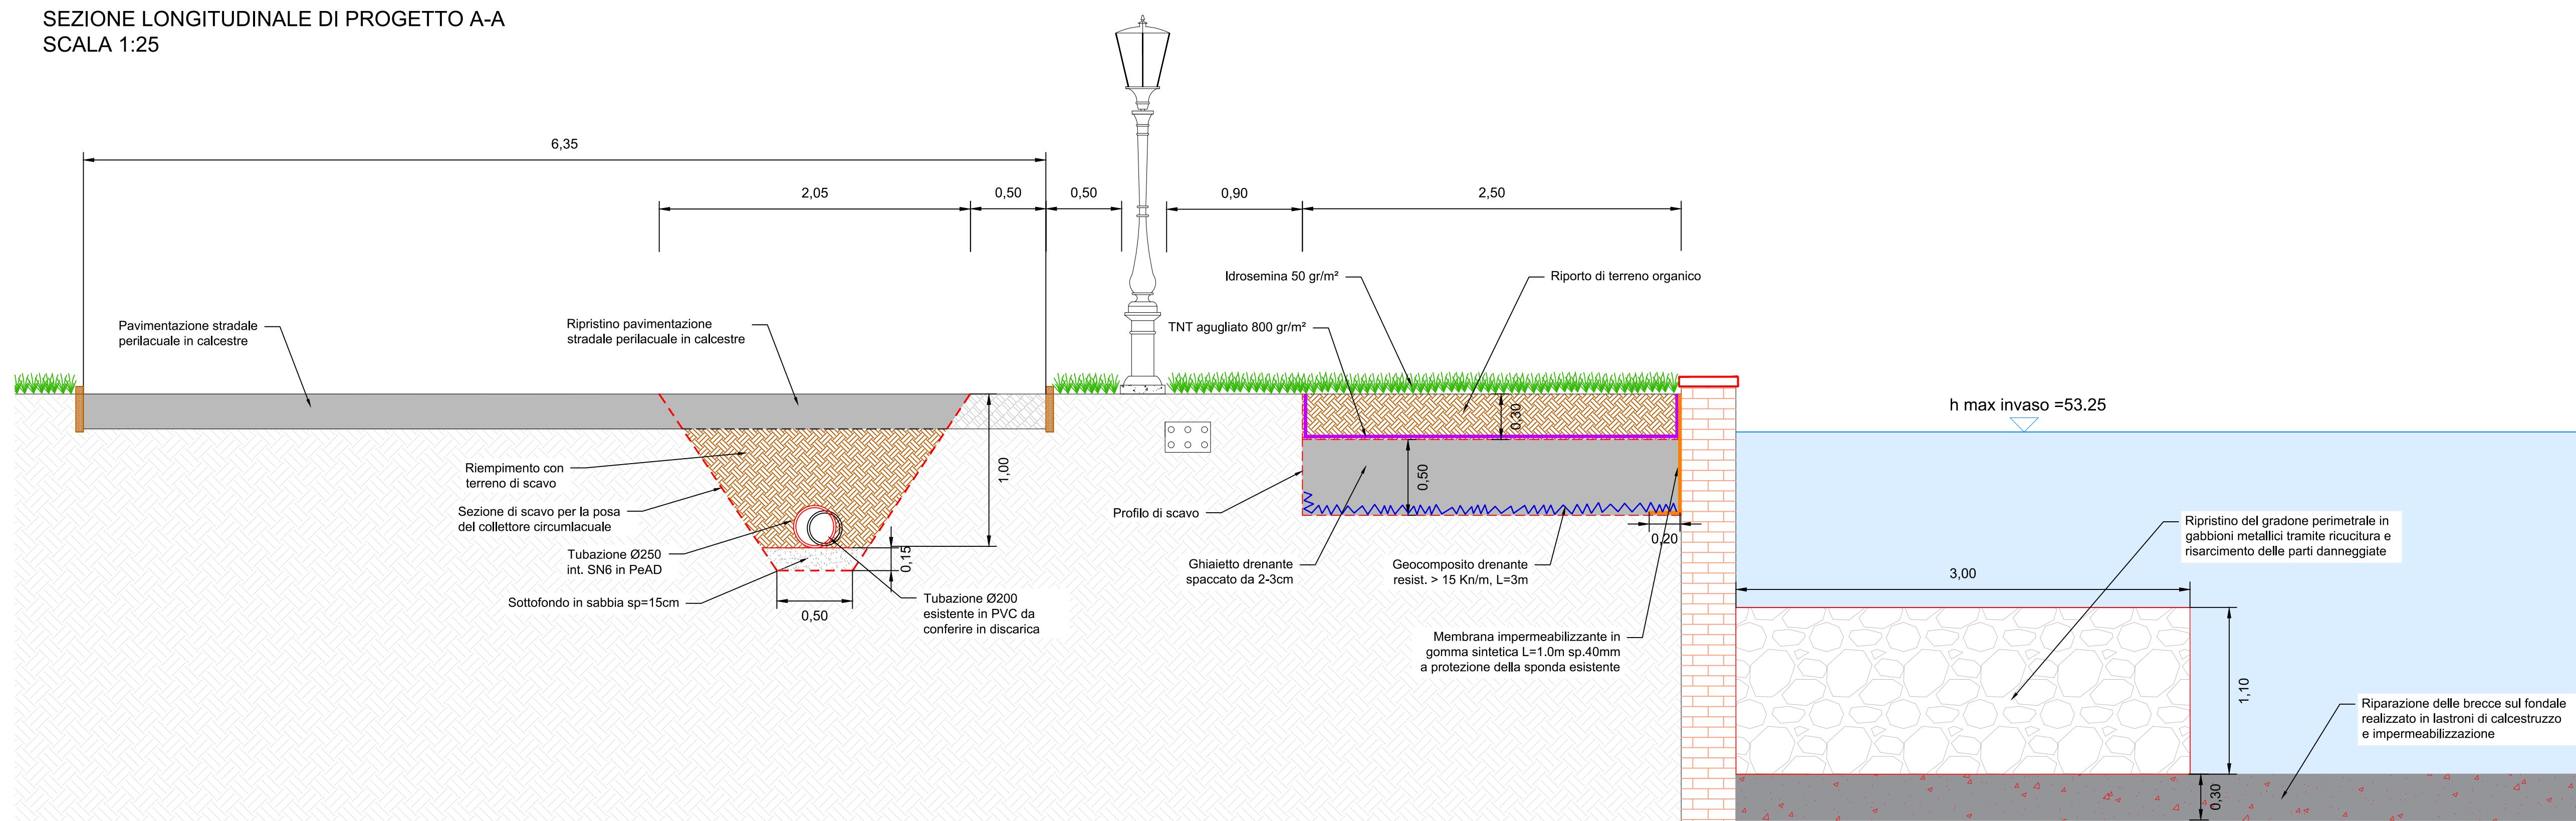 SEZIONE LONGITUDINALE DI PROGETTO A-A
SCALA 1:25
6,35
2,05
0,50
0,50
0,90
2,50
Idrosemina 50 gr/m²
Riporto di terreno organico
TNT agugliato 800 gr/m²
Pavimentazione stradale
perilacuale in calcestre
Ripristino pavimentazione
stradale perilacuale in calcestre
h max invaso =53.25
0,30
0,50
1,00
Riempimento con
terreno di scavo
Sezione di scavo per la posa
del collettore circumlacuale
Profilo di scavo
Tubazione Ø250
int. SN6 in PeAD
0,15
0,20
Ghiaietto drenante
spaccato da 2-3cm
Geocomposito drenante
resist. > 15 Kn/m, L=3m
Ripristino del gradone perimetrale in
gabbioni metallici tramite ricucitura e
risarcimento delle parti danneggiate
3,00
Sottofondo in sabbia sp=15cm
0,50
Tubazione Ø200
esistente in PVC da
conferire in discarica
Membrana impermeabilizzante in
gomma sintetica L=1.0m sp.40mm
a protezione della sponda esistente
1,10
Riparazione delle brecce sul fondale
realizzato in lastroni di calcestruzzo
e impermeabilizzazione
0,30